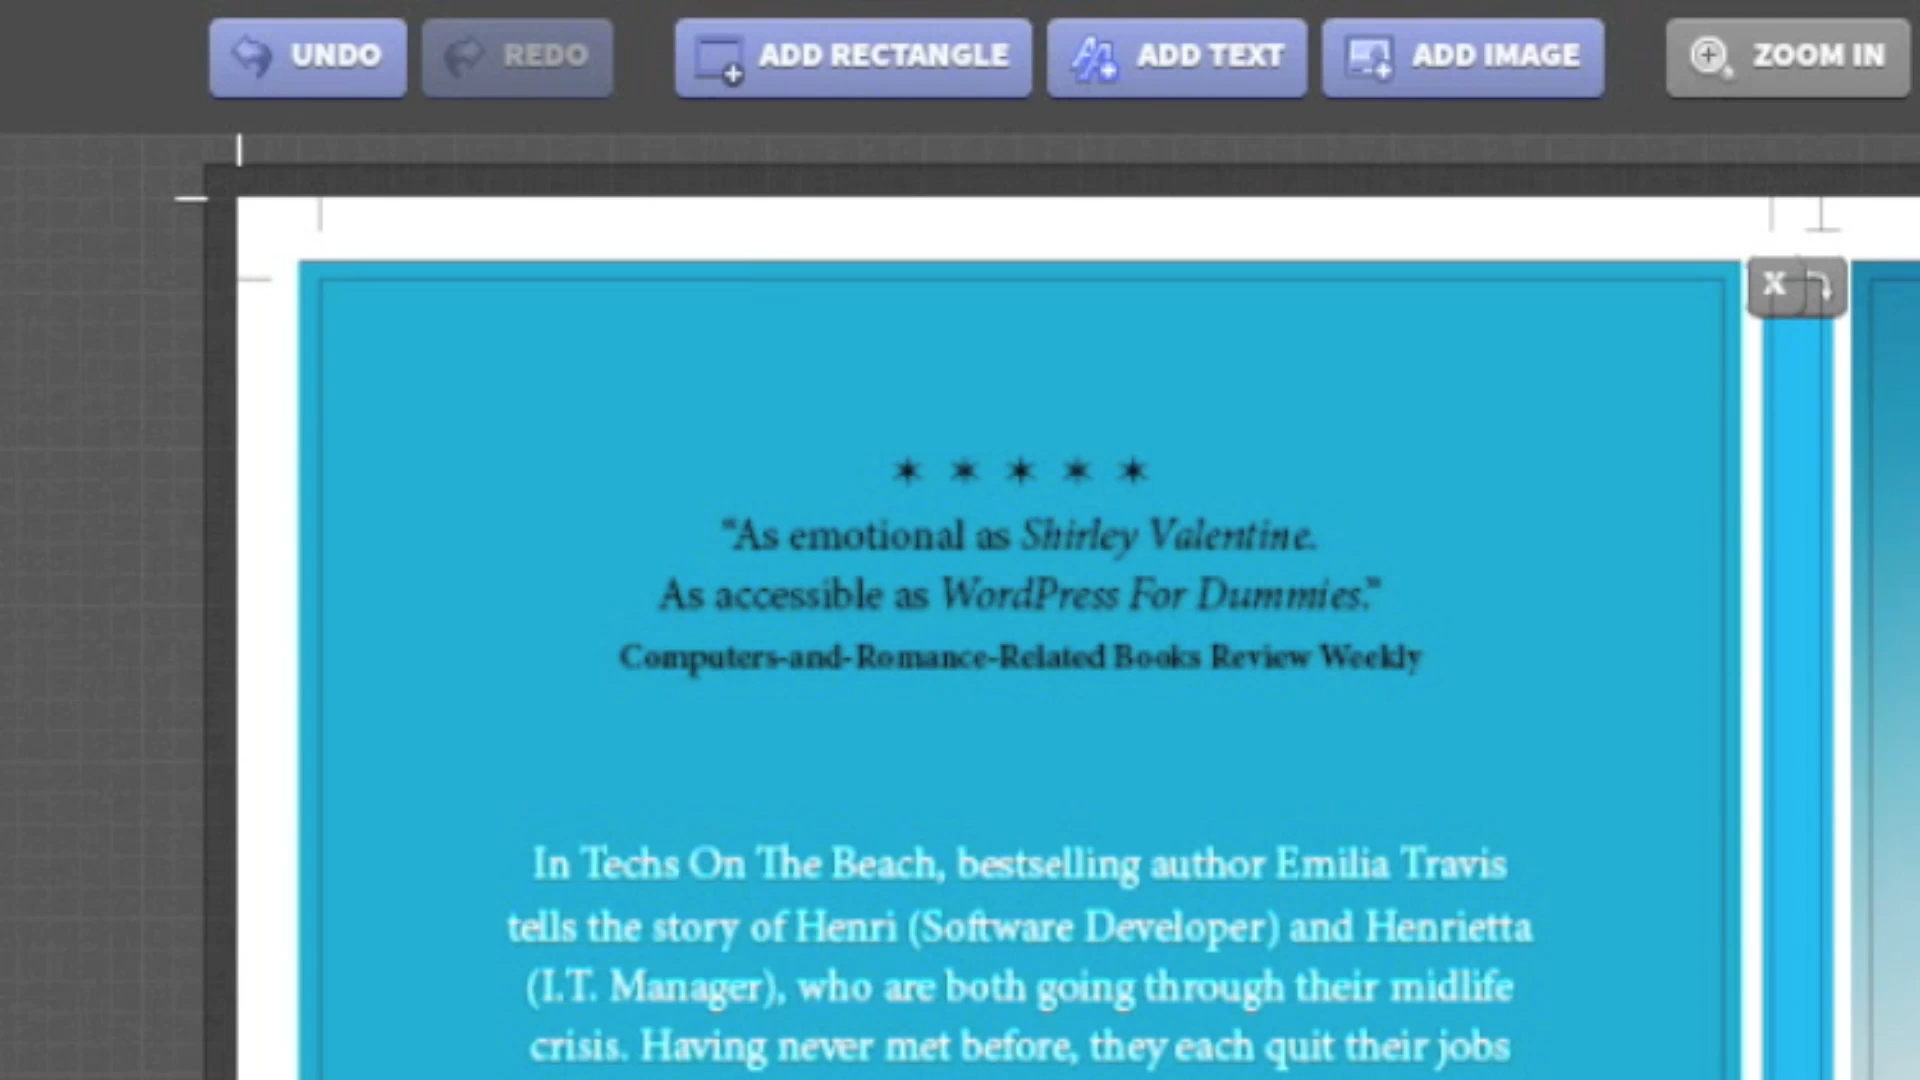 UNDO REDO ADD RECTANGLE ADD TEXT ADD IMAGE ZOOM IN
X
✶ ✶ ✶ ✶ ✶
"As emotional as Shirley Valentine.
As accessible as WordPress For Dummies."
Computers-and-Romance-Related Books Review Weekly
In Techs On The Beach, bestselling author Emilia Travis
tells the story of Henri (Software Developer) and Henrietta
(I.T. Manager), who are both going through their midlife
crisis. Having never met before, they each quit their jobs